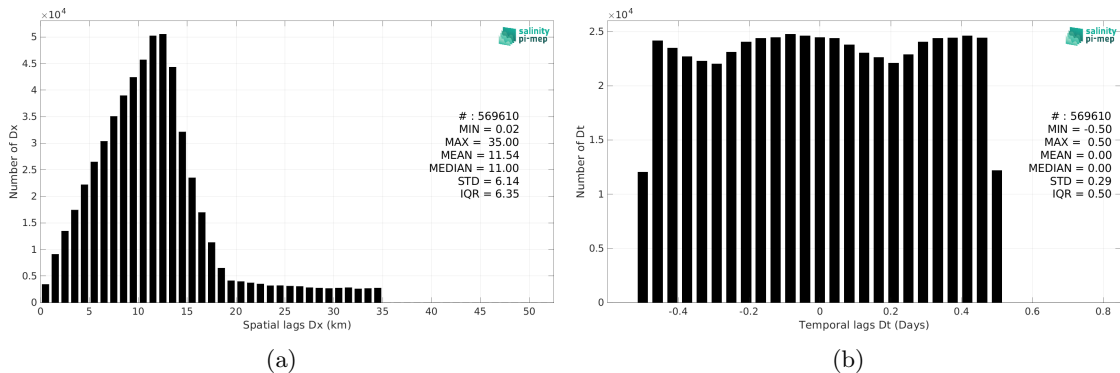 ×10⁴
5
4.5
4
3.5
3
2.5
2
1.5
1
0.5
0
Number of Dx
salinity
pi-mep
# : 569610
MIN = 0.02
MAX = 35.00
MEAN = 11.54
MEDIAN = 11.00
STD = 6.14
IQR = 6.35
0 5 10 15 20 25 30 35 40 45 50
Spatial lags Dx (km)
(a)
×10⁴
2.5
2
1.5
1
0.5
0
Number of Dt
salinity
pi-mep
# : 569610
MIN = -0.50
MAX = 0.50
MEAN = 0.00
MEDIAN = 0.00
STD = 0.29
IQR = 0.50
-0.4 -0.2 0 0.2 0.4 0.6 0.8
Temporal lags Dt (Days)
(b)